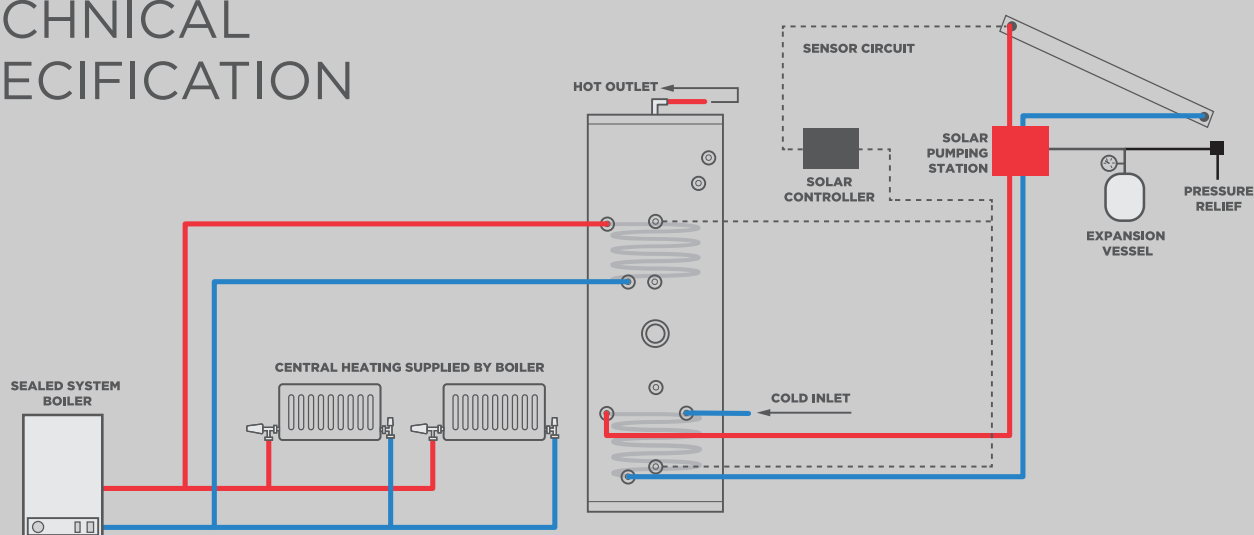 CHNICAL
ECIFICATION
SENSOR CIRCUIT
HOT OUTLET
SOLAR
PUMPING
STATION
SOLAR
CONTROLLER
PRESSURE
RELIEF
EXPANSION
VESSEL
CENTRAL HEATING SUPPLIED BY BOILER
SEALED SYSTEM
BOILER
COLD INLET